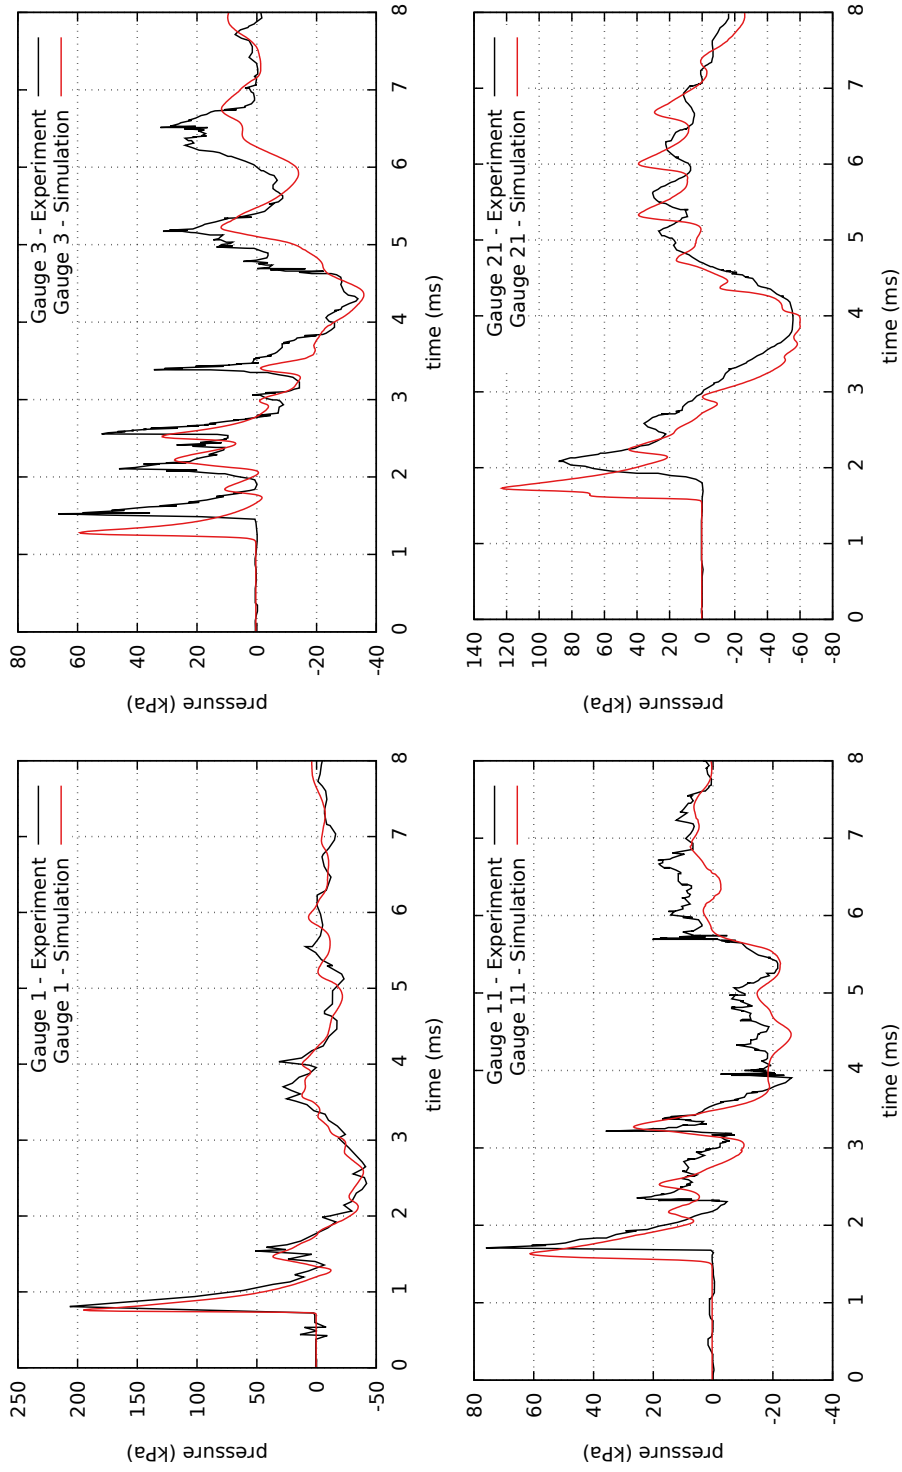 Gauge 1 - Experiment
Gauge 1 - Simulation
pressure (kPa)
250
200
150
100
50
0
-50
0 1 2 3 4 5 6 7 8
time (ms)
Gauge 3 - Experiment
Gauge 3 - Simulation
pressure (kPa)
80
60
40
20
0
-20
-40
0 1 2 3 4 5 6 7 8
time (ms)
Gauge 11 - Experiment
Gauge 11 - Simulation
pressure (kPa)
80
60
40
20
0
-20
-40
0 1 2 3 4 5 6 7 8
time (ms)
Gauge 21 - Experiment
Gauge 21 - Simulation
pressure (kPa)
140
120
100
80
60
40
20
0
-20
-40
-60
-80
0 1 2 3 4 5 6 7 8
time (ms)